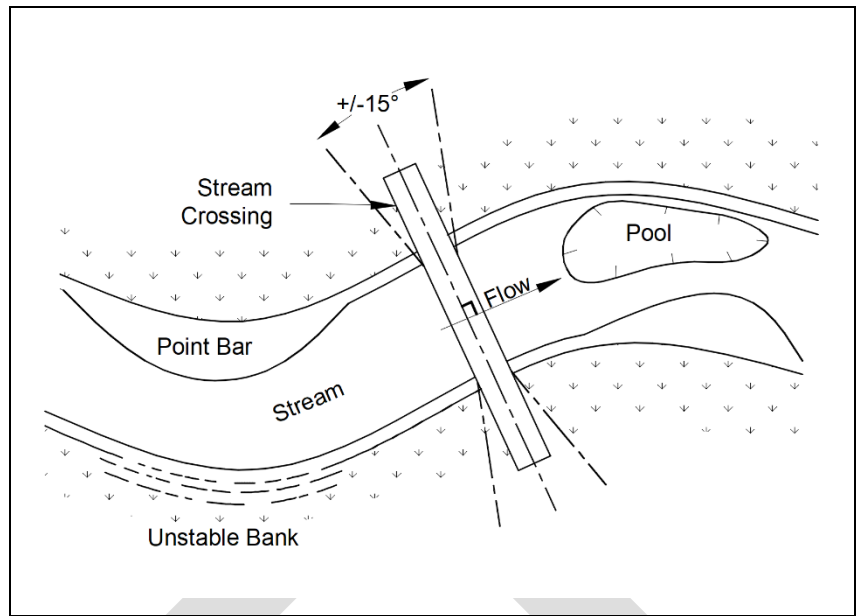 +/-15°
Stream
Crossing
Pool
Flow
Point Bar
Stream
Unstable Bank